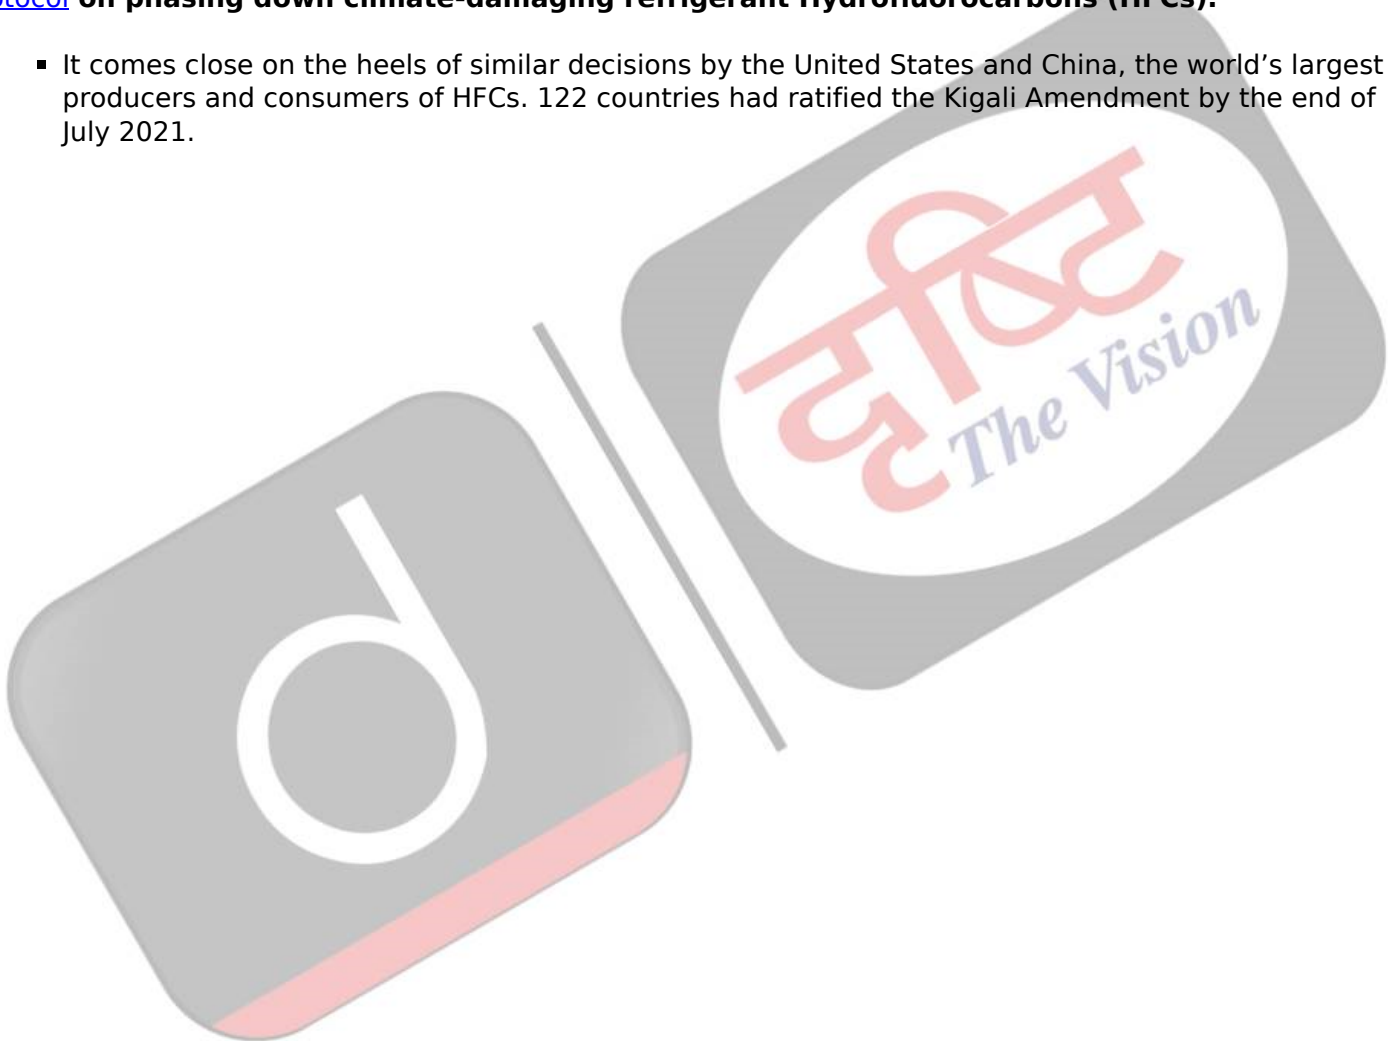 otocol on phasing down climate-damaging refrigerant Hydrofluorocarbons (HFCs).
▪ It comes close on the heels of similar decisions by the United States and China, the world’s largest
producers and consumers of HFCs. 122 countries had ratified the Kigali Amendment by the end of
July 2021.
दृष्टि
The Vision
d